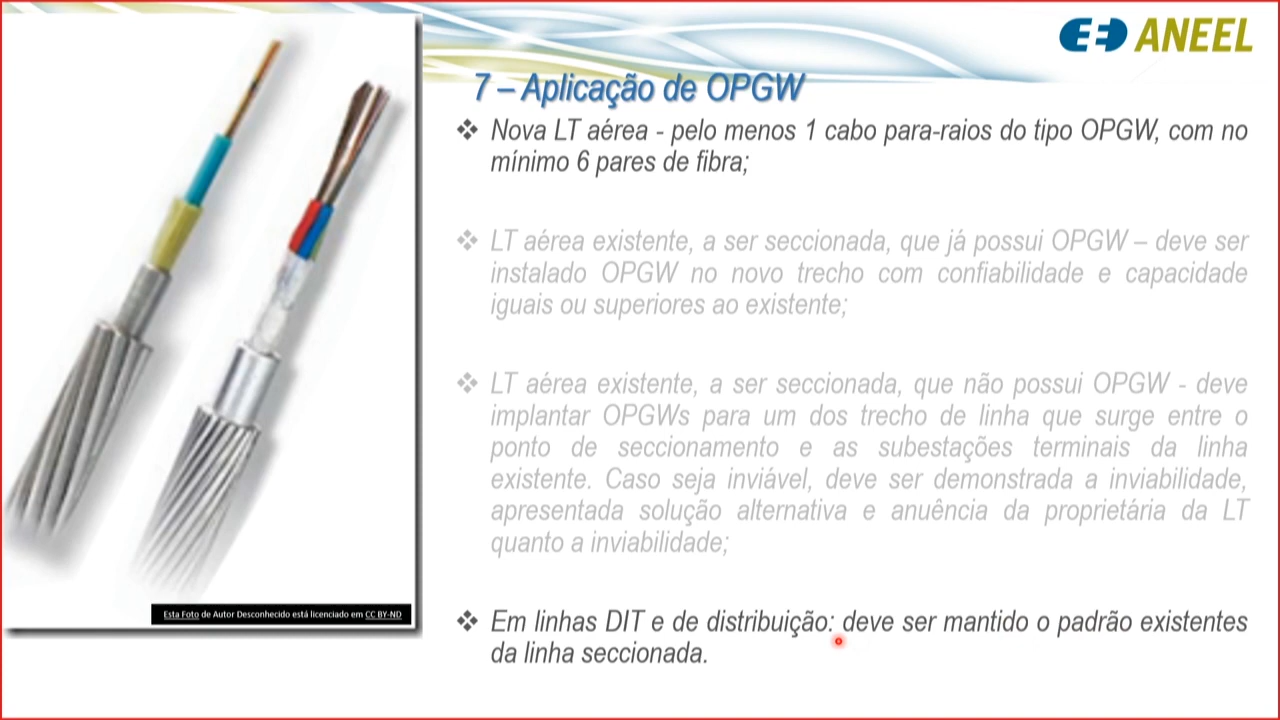 ANEEL
7 – Aplicação de OPGW
❖ Nova LT aérea - pelo menos 1 cabo para-raios do tipo OPGW, com no
mínimo 6 pares de fibra;
❖ LT aérea existente, a ser seccionada, que já possui OPGW – deve ser
instalado OPGW no novo trecho com confiabilidade e capacidade
iguais ou superiores ao existente;
❖ LT aérea existente, a ser seccionada, que não possui OPGW - deve
implantar OPGWs para um dos trecho de linha que surge entre o
ponto de seccionamento e as subestações terminais da linha
existente. Caso seja inviável, deve ser demonstrada a inviabilidade,
apresentada solução alternativa e anuência da proprietária da LT
quanto a inviabilidade;
❖ Em linhas DIT e de distribuição: deve ser mantido o padrão existentes
da linha seccionada.
Esta Foto de Autor Desconhecido está licenciado em CC BY-ND